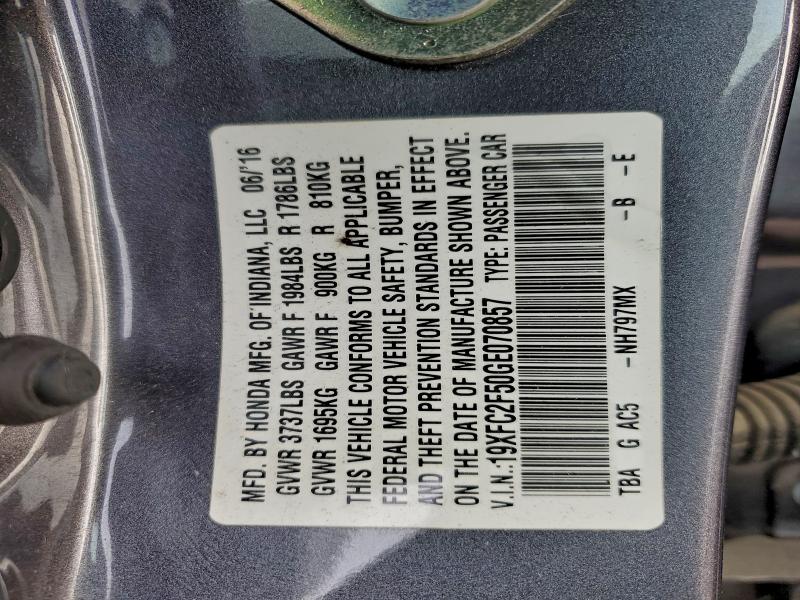 MFD. BY HONDA MFG. OF INDIANA, LLC 06/'16
GVWR 3737LBS GAWR F 1984LBS R 1786LBS
GVWR 1695KG GAWR F 900KG R 810KG
THIS VEHICLE CONFORMS TO ALL APPLICABLE
FEDERAL MOTOR VEHICLE SAFETY, BUMPER,
AND THEFT PREVENTION STANDARDS IN EFFECT
ON THE DATE OF MANUFACTURE SHOWN ABOVE.
V.I.N.:19XFC2F50GE070857 TYPE: PASSENGER CAR
TBA G AC5 -NH797MX -B -E